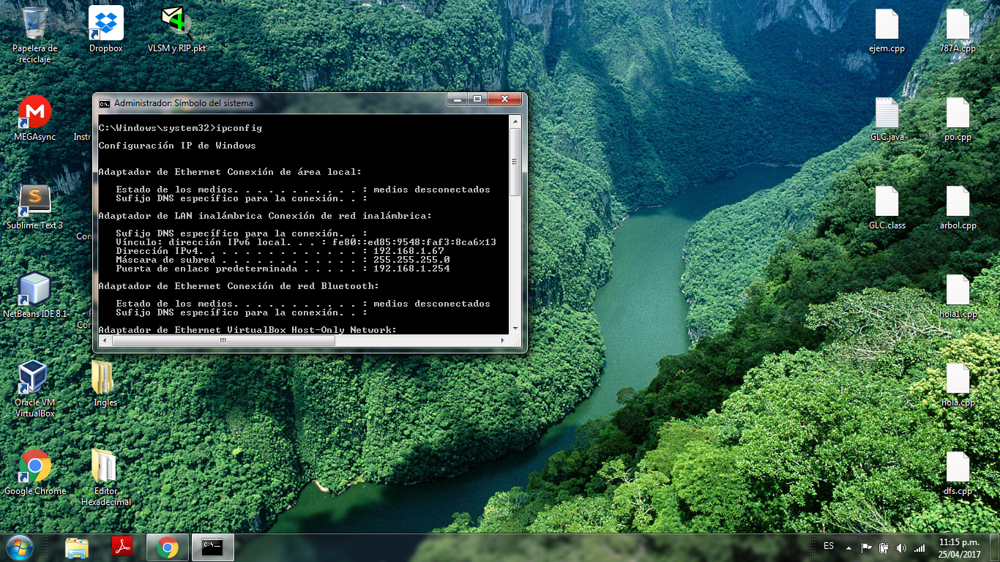 Papelera de
reciclaje
Dropbox
VLSM y RIP.pkt
ejem.cpp
787A.cpp
MEGAsync
Instr
GLC.java
po.cpp
Sublime Text 3
Con
GLC.class
arbol.cpp
NetBeans IDE 8.1
Con
hola1.cpp
Oracle VM
VirtualBox
Ingles
hola.cpp
Google Chrome
Editor
Hexadecimal
dfs.cpp
Administrador: Símbolo del sistema
C:\Windows\system32>ipconfig
Configuración IP de Windows
Adaptador de Ethernet Conexión de área local:
Estado de los medios. . . . . . . . . . . : medios desconectados
Sufijo DNS específico para la conexión. . :
Adaptador de LAN inalámbrica Conexión de red inalámbrica:
Sufijo DNS específico para la conexión. . :
Vínculo: dirección IPv6 local. . . : fe80::ed85:9548:faf3:8ca6%13
Dirección IPv4. . . . . . . . . . . . . . : 192.168.1.67
Máscara de subred . . . . . . . . . . . . : 255.255.255.0
Puerta de enlace predeterminada . . . . . : 192.168.1.254
Adaptador de Ethernet Conexión de red Bluetooth:
Estado de los medios. . . . . . . . . . . : medios desconectados
Sufijo DNS específico para la conexión. . :
Adaptador de Ethernet VirtualBox Host-Only Network:
ES
11:15 p.m.
25/04/2017